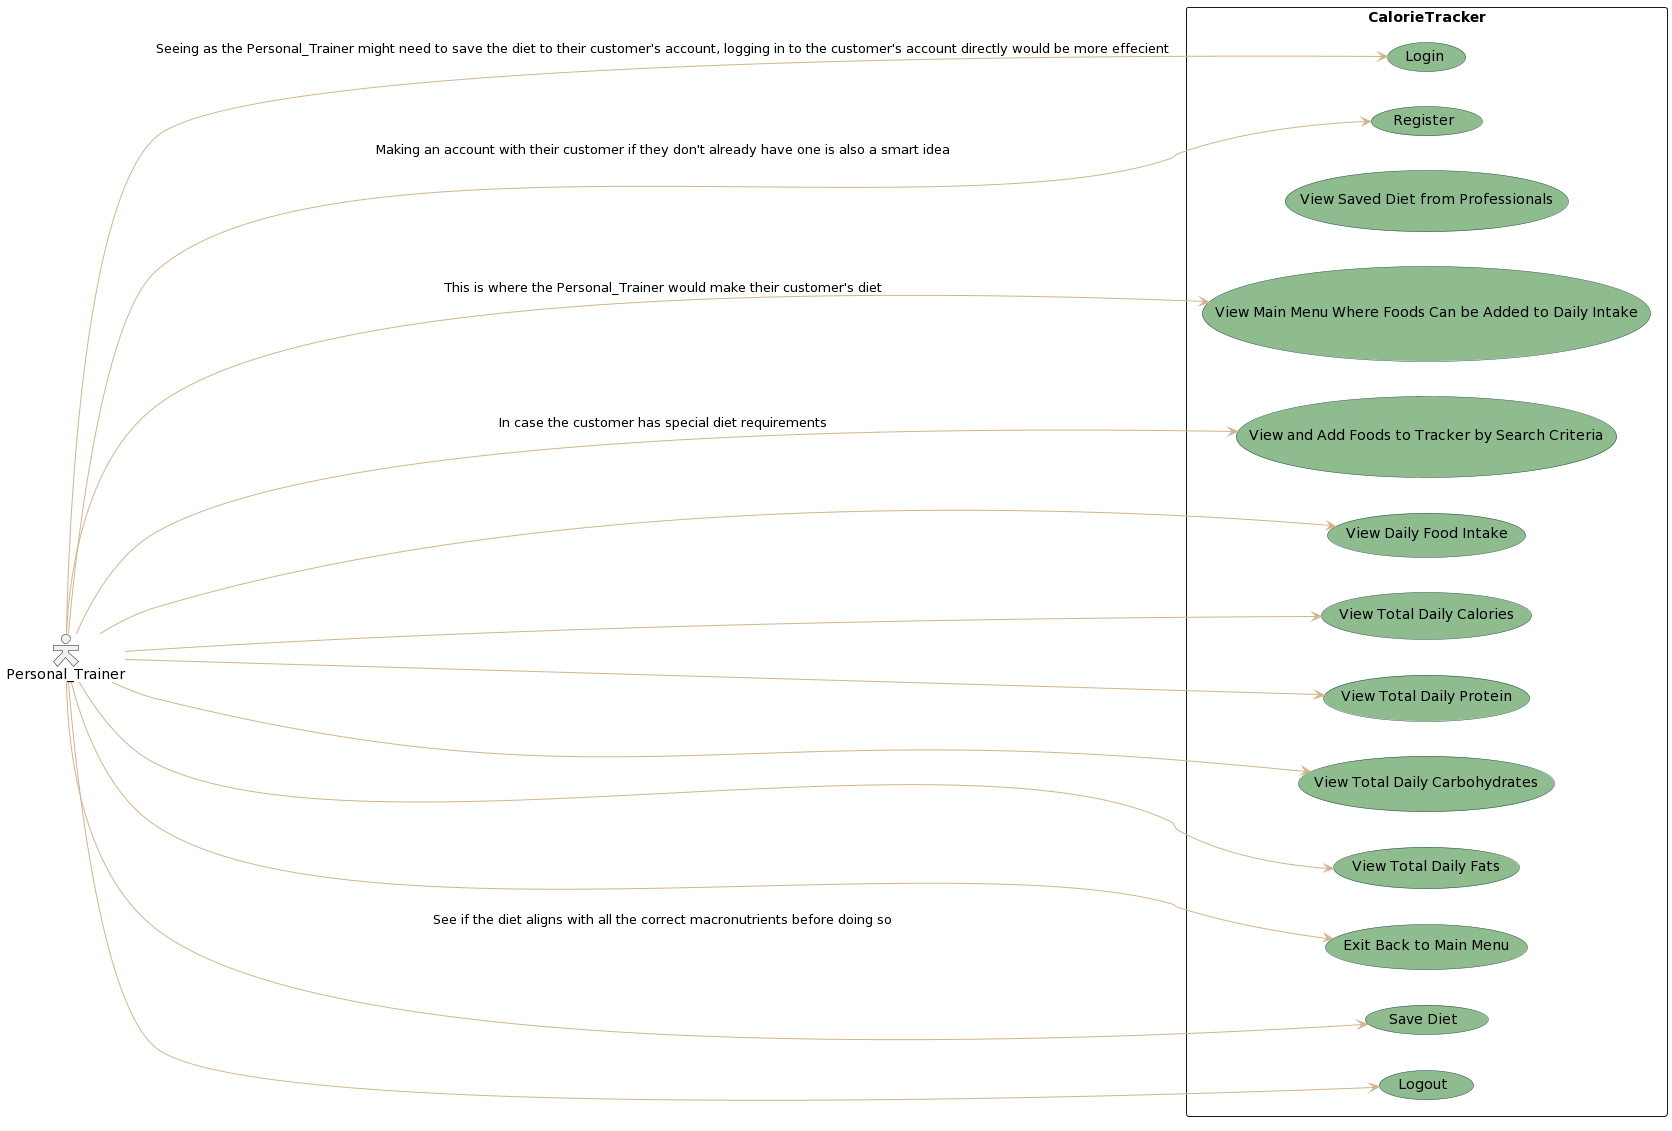 CalorieTracker
Seeing as the Personal_Trainer might need to save the diet to their customer's account, logging in to the customer's account directly would be more effecient
Login
Register
Making an account with their customer if they don't already have one is also a smart idea
View Saved Diet from Professionals
This is where the Personal_Trainer would make their customer's diet
View Main Menu Where Foods Can be Added to Daily Intake
In case the customer has special diet requirements
View and Add Foods to Tracker by Search Criteria
View Daily Food Intake
View Total Daily Calories
Personal_Trainer
View Total Daily Protein
View Total Daily Carbohydrates
View Total Daily Fats
See if the diet aligns with all the correct macronutrients before doing so
Exit Back to Main Menu
Save Diet
Logout